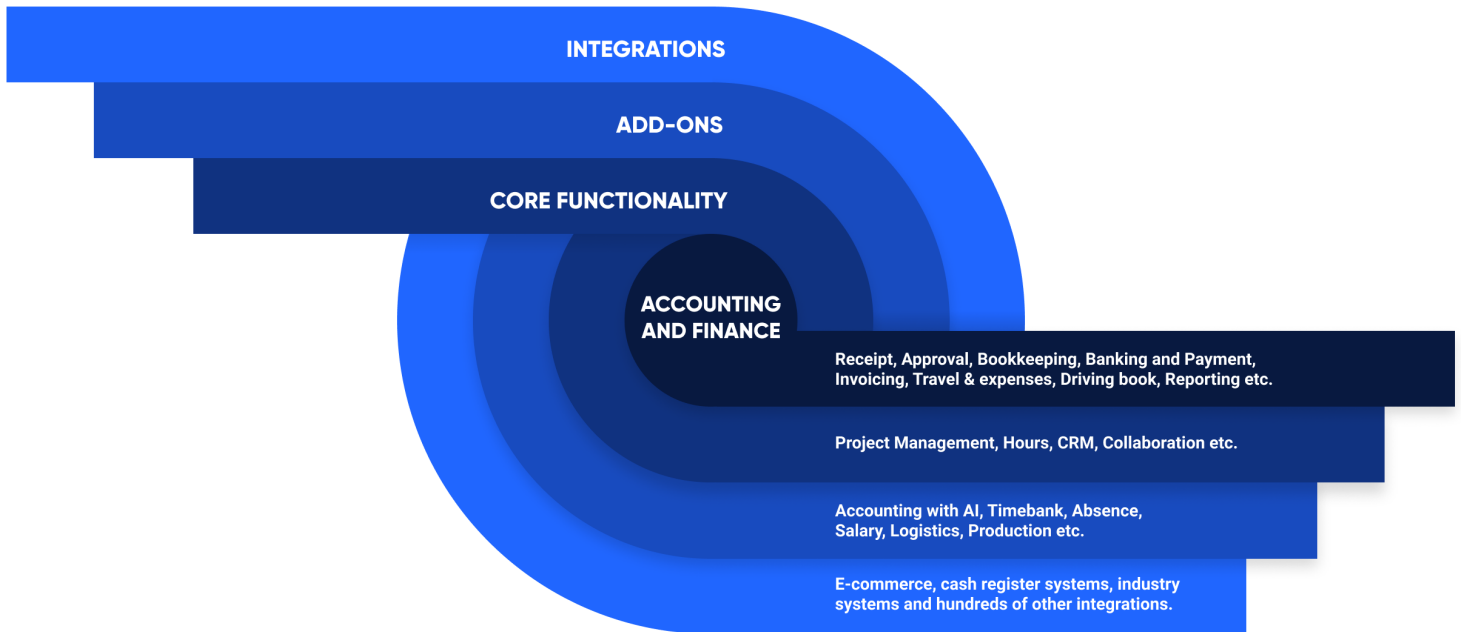 INTEGRATIONS
ADD-ONS
CORE FUNCTIONALITY
ACCOUNTING
AND FINANCE
Receipt, Approval, Bookkeeping, Banking and Payment,
Invoicing, Travel & expenses, Driving book, Reporting etc.
Project Management, Hours, CRM, Collaboration etc.
Accounting with AI, Timebank, Absence,
Salary, Logistics, Production etc.
E-commerce, cash register systems, industry
systems and hundreds of other integrations.